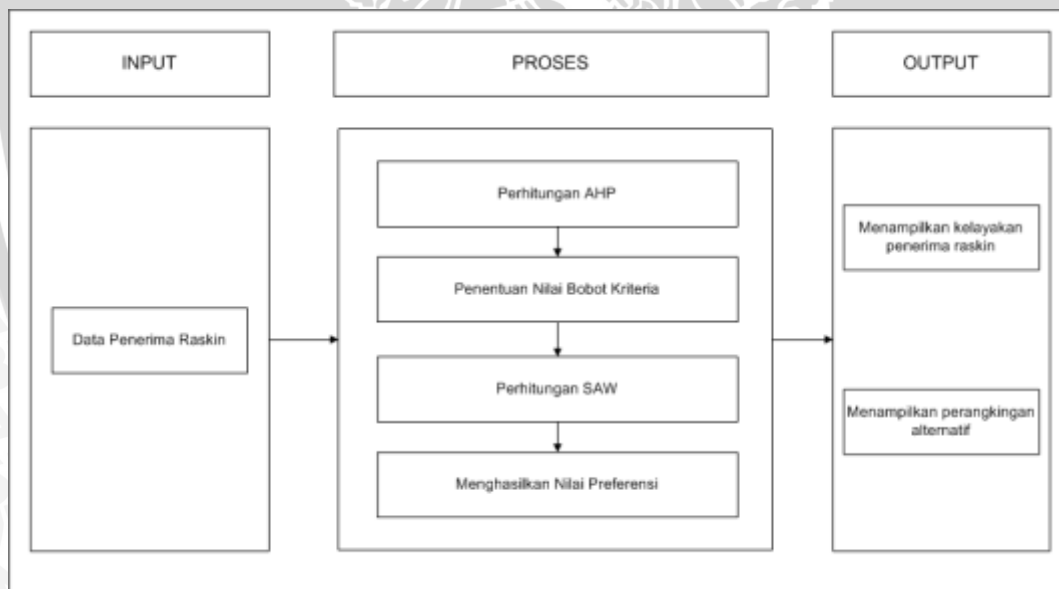 INPUT
PROSES
OUTPUT
Data Penerima Raskin
Perhitungan AHP
Penentuan Nilai Bobot Kriteria
Perhitungan SAW
Menghasilkan Nilai Preferensi
Menampilkan kelayakan
penerima raskin
Menampilkan perangkingan
alternatif